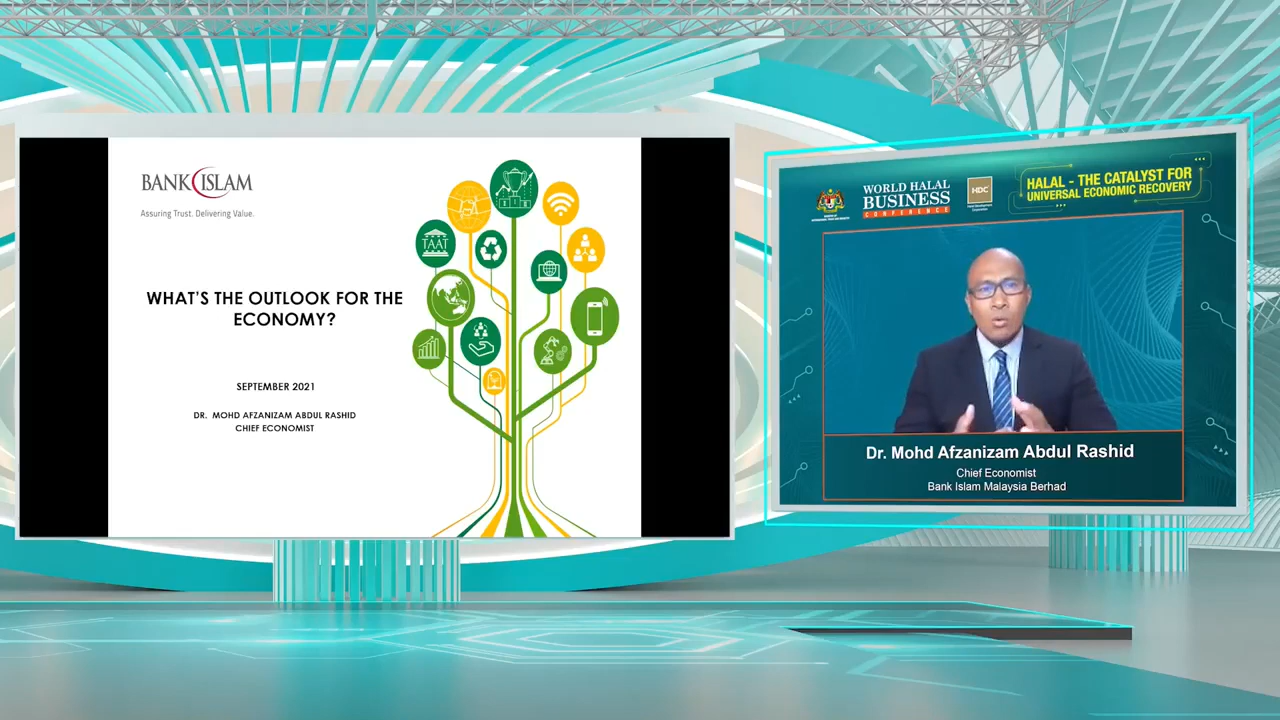 BANK ISLAM
Assuring Trust. Delivering Value.
TAAT
WHAT'S THE OUTLOOK FOR THE
ECONOMY?
SEPTEMBER 2021
DR. MOHD AFZANIZAM ABDUL RASHID
CHIEF ECONOMIST
WORLD HALAL
BUSINESS
CONFERENCE
HDC
HALAL - THE CATALYST FOR
UNIVERSAL ECONOMIC RECOVERY
Dr. Mohd Afzanizam Abdul Rashid
Chief Economist
Bank Islam Malaysia Berhad